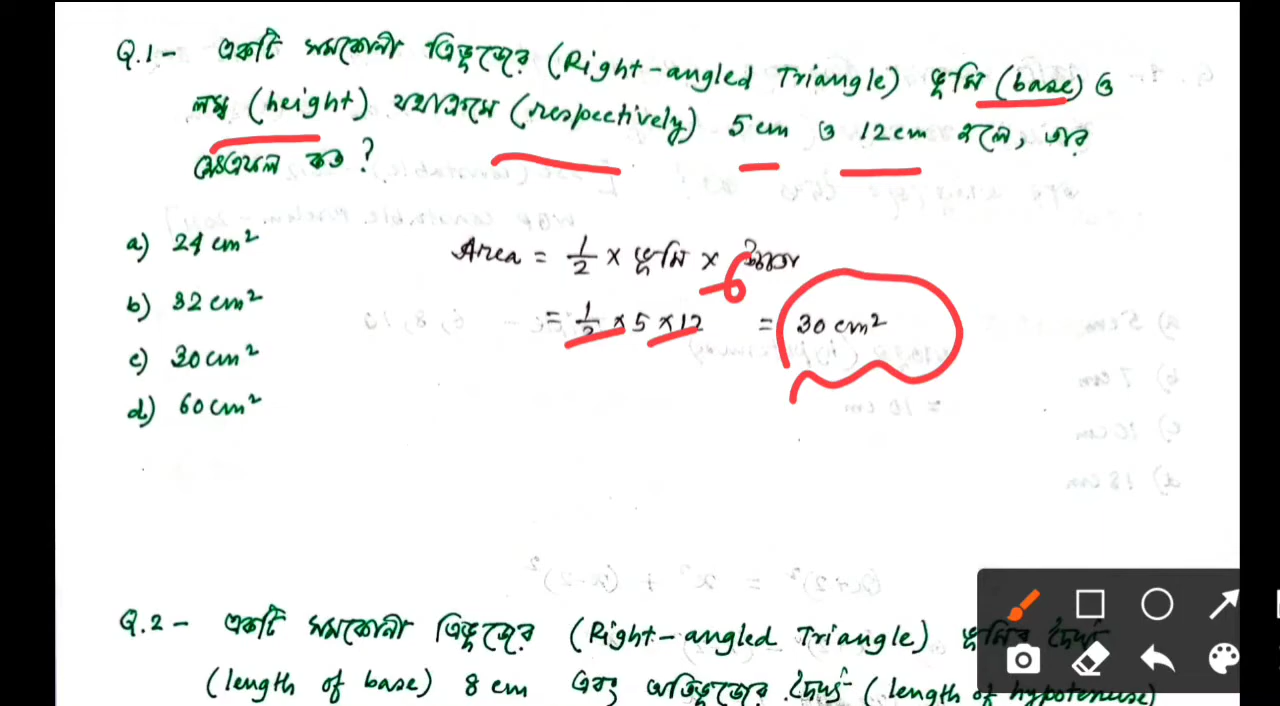 Q.1- একটি সমকোনী ত্রিভূজের (Right-angled Triangle) ভূমি (base) ও
লম্ব (height) যথাক্রমে (respectively) 5 cm ও 12 cm হলে, তার
ক্ষেত্রফল কত ?
a) 24 cm²
Area = 1/2 × ভূমি × উচ্চতা
6
b) 32 cm²
= 1/2 × 5 × 12 = 30 cm²
c) 30 cm²
d) 60 cm²
Q.2 - একটি সমকোনী ত্রিভূজের (Right-angled Triangle) ভূমির দৈর্ঘ্য
(length of base) 8 cm এবং অতিভূজের দৈর্ঘ্য (length of hypotenuse)